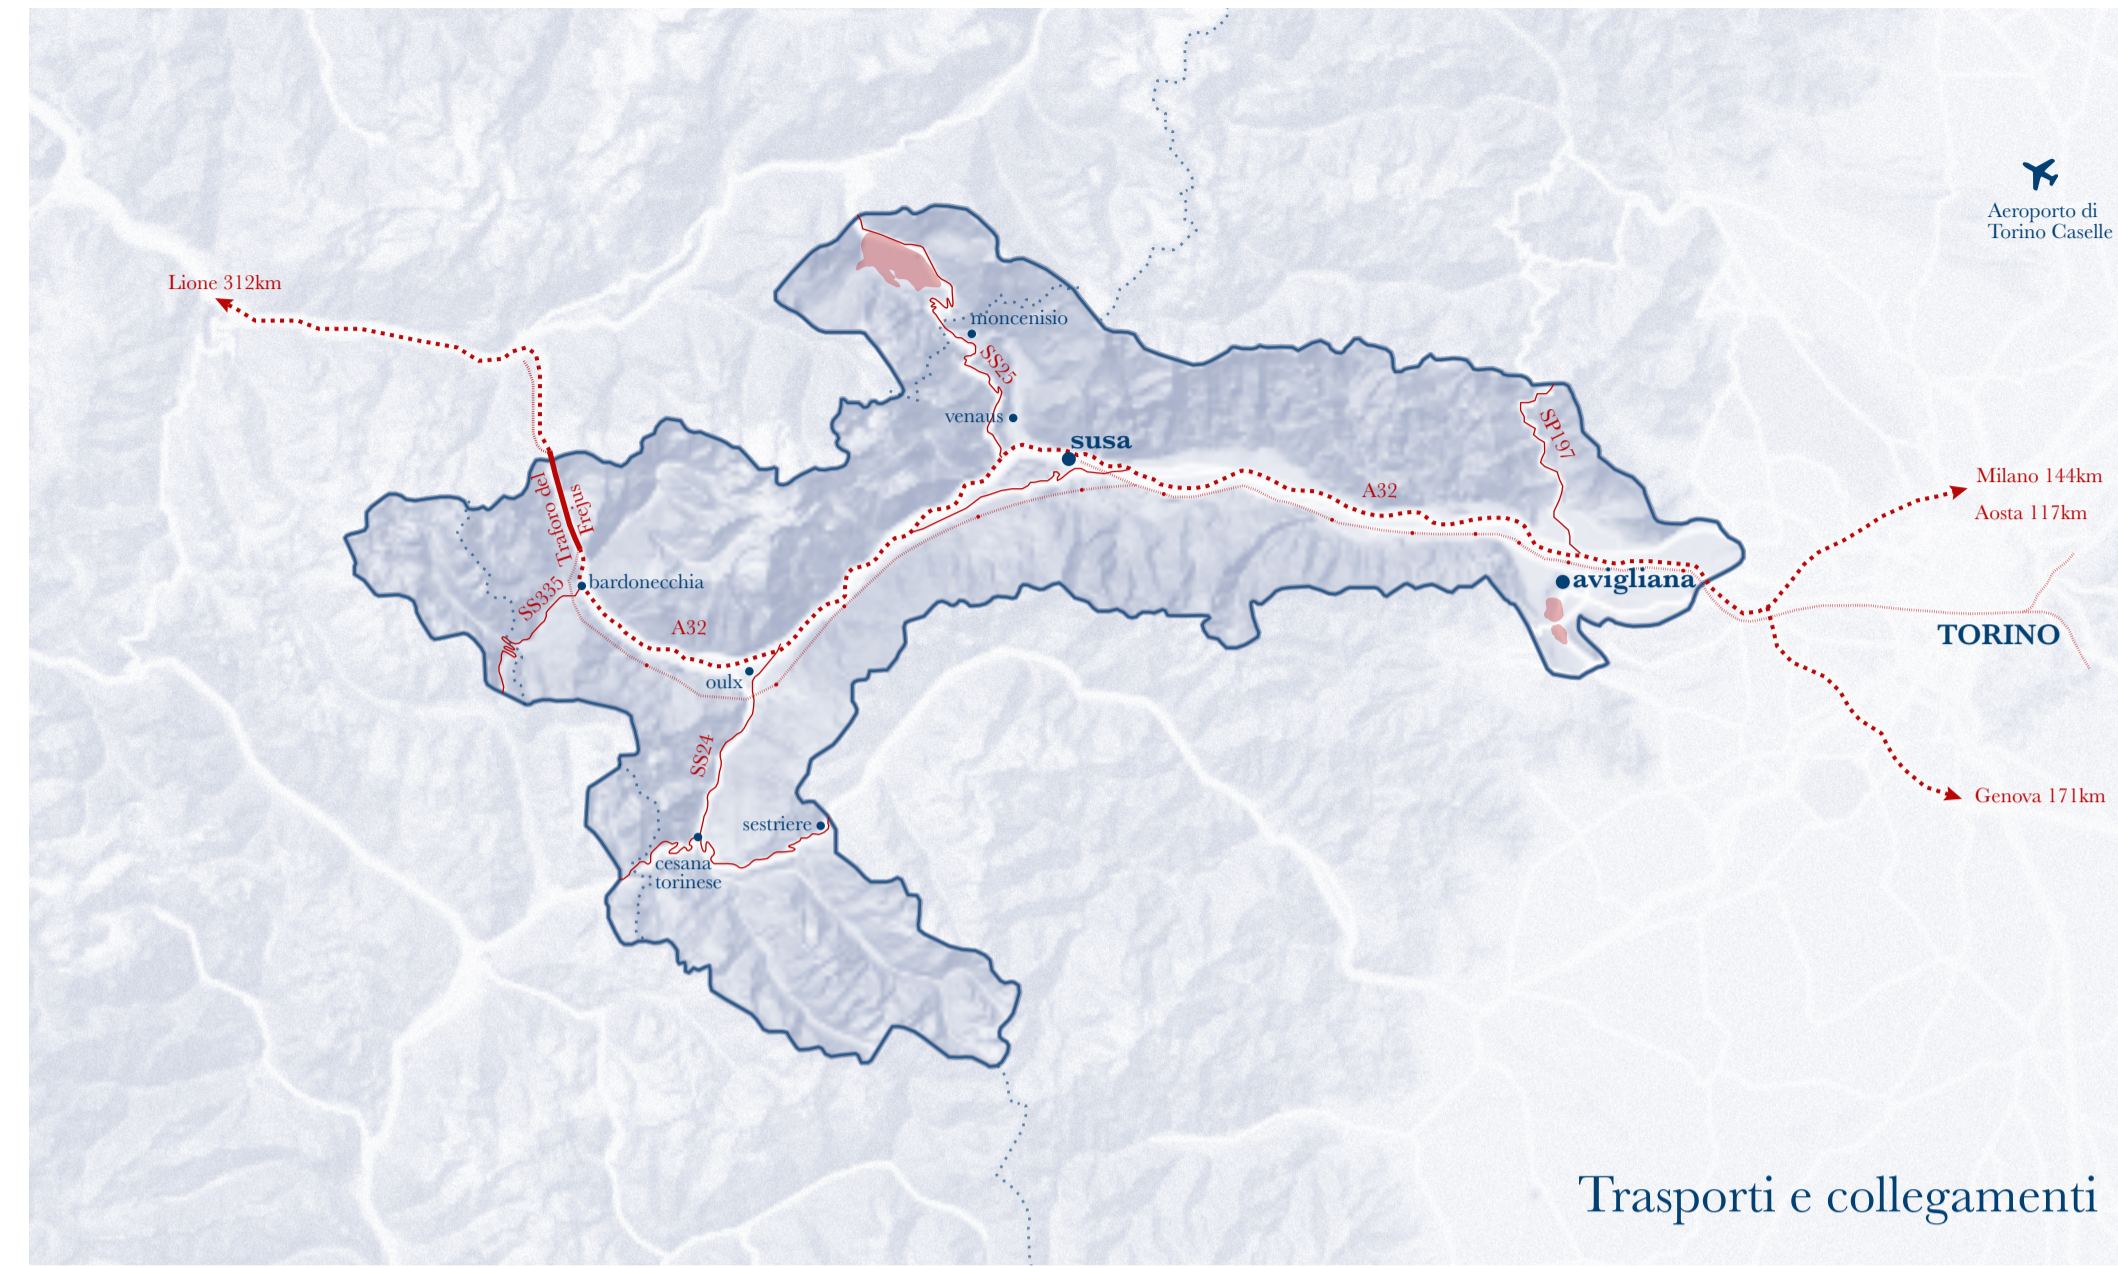 Aeroporto di
Torino Caselle
Lione 312km
moncenisio
SS25
venaus
susa
SP197
A32
Milano 144km
Aosta 117km
Traforo del
Frejus
bardonecchia
SS335
avigliana
A32
TORINO
oulx
SS24
Genova 171km
sestriere
cesana
torinese
Trasporti e collegamenti